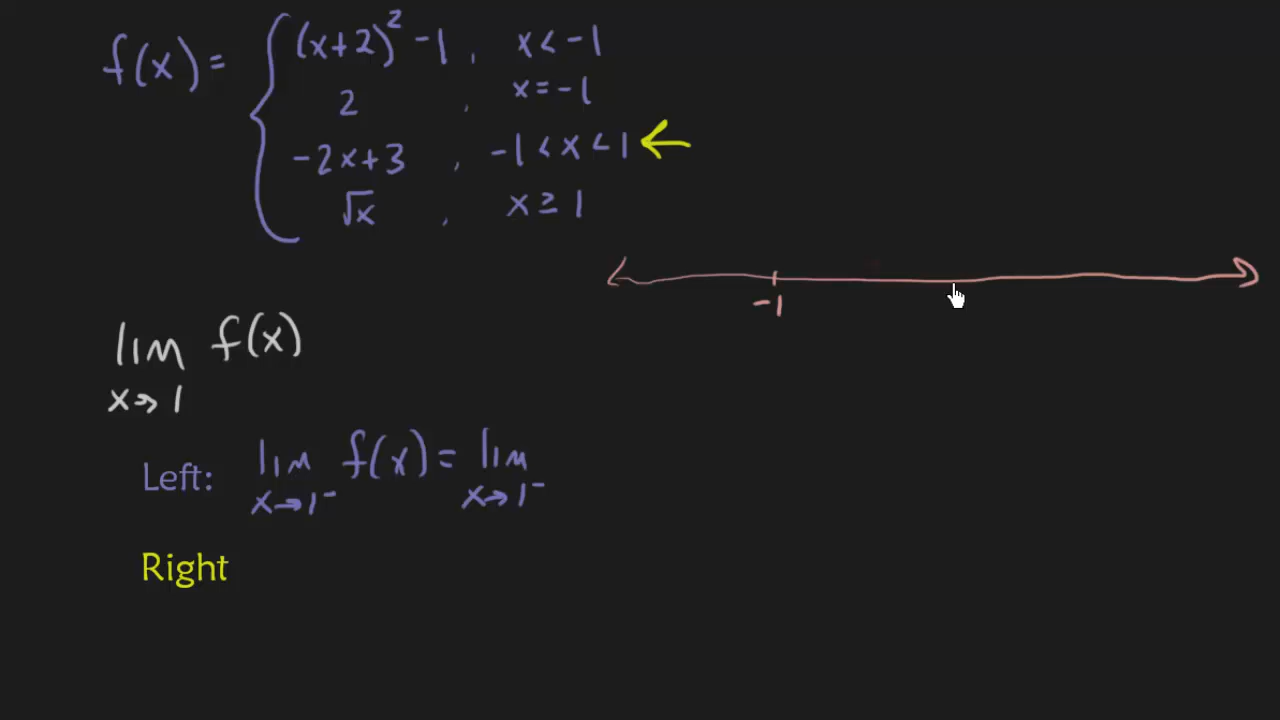 f(x) = { (x+2)² -1 , x < -1
2 , x = -1
-2x+3 , -1 < x < 1 ←
√x , x ≥ 1
-1
lim f(x)
x→1
Left: lim f(x) = lim
x→1⁻ x→1⁻
Right